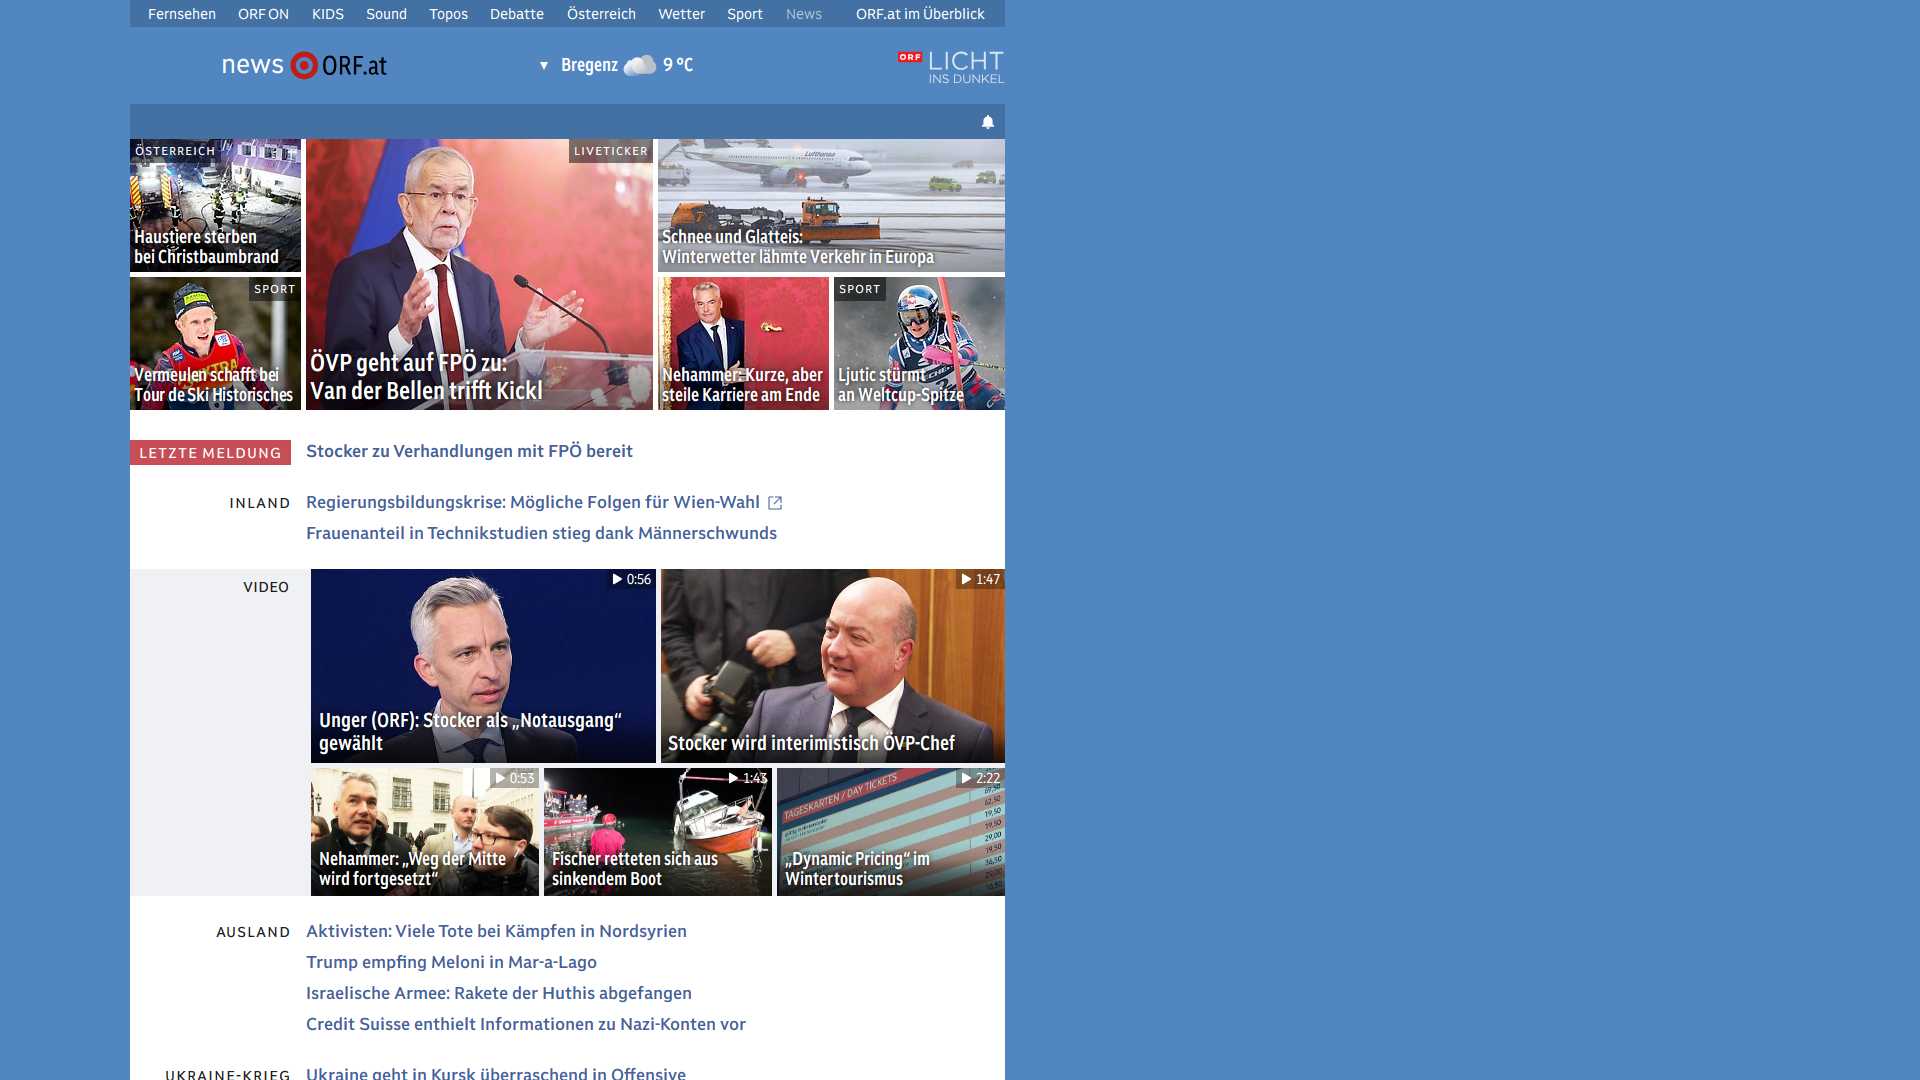 Fernsehen ORF ON KIDS Sound Topos Debatte Österreich Wetter Sport News ORF.at im Überblick
news ORF.at
Bregenz 9 °C
ORF LICHT
INS DUNKEL
ÖSTERREICH
Haustiere sterben
bei Christbaumbrand
LIVETICKER
ÖVP geht auf FPÖ zu:
Van der Bellen trifft Kickl
Lufthansa
Schnee und Glatteis:
Winterwetter lähmte Verkehr in Europa
SPORT
Vermeulen schafft bei
Tour de Ski Historisches
Nehammer: Kurze, aber
steile Karriere am Ende
SPORT
Ljutic stürmt
an Weltcup-Spitze
LETZTE MELDUNG
Stocker zu Verhandlungen mit FPÖ bereit
INLAND
Regierungsbildungskrise: Mögliche Folgen für Wien-Wahl
Frauenanteil in Technikstudien stieg dank Männerschwunds
VIDEO
0:56
Unger (ORF): Stocker als „Notausgang“
gewählt
1:47
Stocker wird interimistisch ÖVP-Chef
0:53
Nehammer: „Weg der Mitte
wird fortgesetzt“
1:43
Fischer retteten sich aus
sinkendem Boot
2:22
TAGESKARTEN / DAY TICKETS
„Dynamic Pricing“ im
Wintertourismus
AUSLAND
Aktivisten: Viele Tote bei Kämpfen in Nordsyrien
Trump empfing Meloni in Mar-a-Lago
Israelische Armee: Rakete der Huthis abgefangen
Credit Suisse enthielt Informationen zu Nazi-Konten vor
UKRAINE-KRIEG
Ukraine geht in Kursk überraschend in Offensive